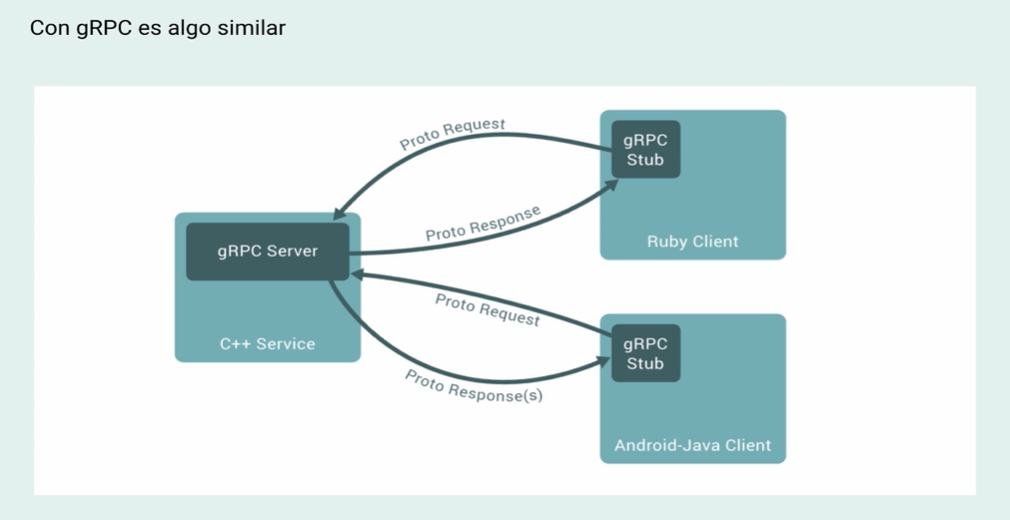 Con gRPC es algo similar
Proto Request
gRPC
Stub
Ruby Client
Proto Response
gRPC Server
C++ Service
Proto Request
gRPC
Stub
Android-Java Client
Proto Response(s)